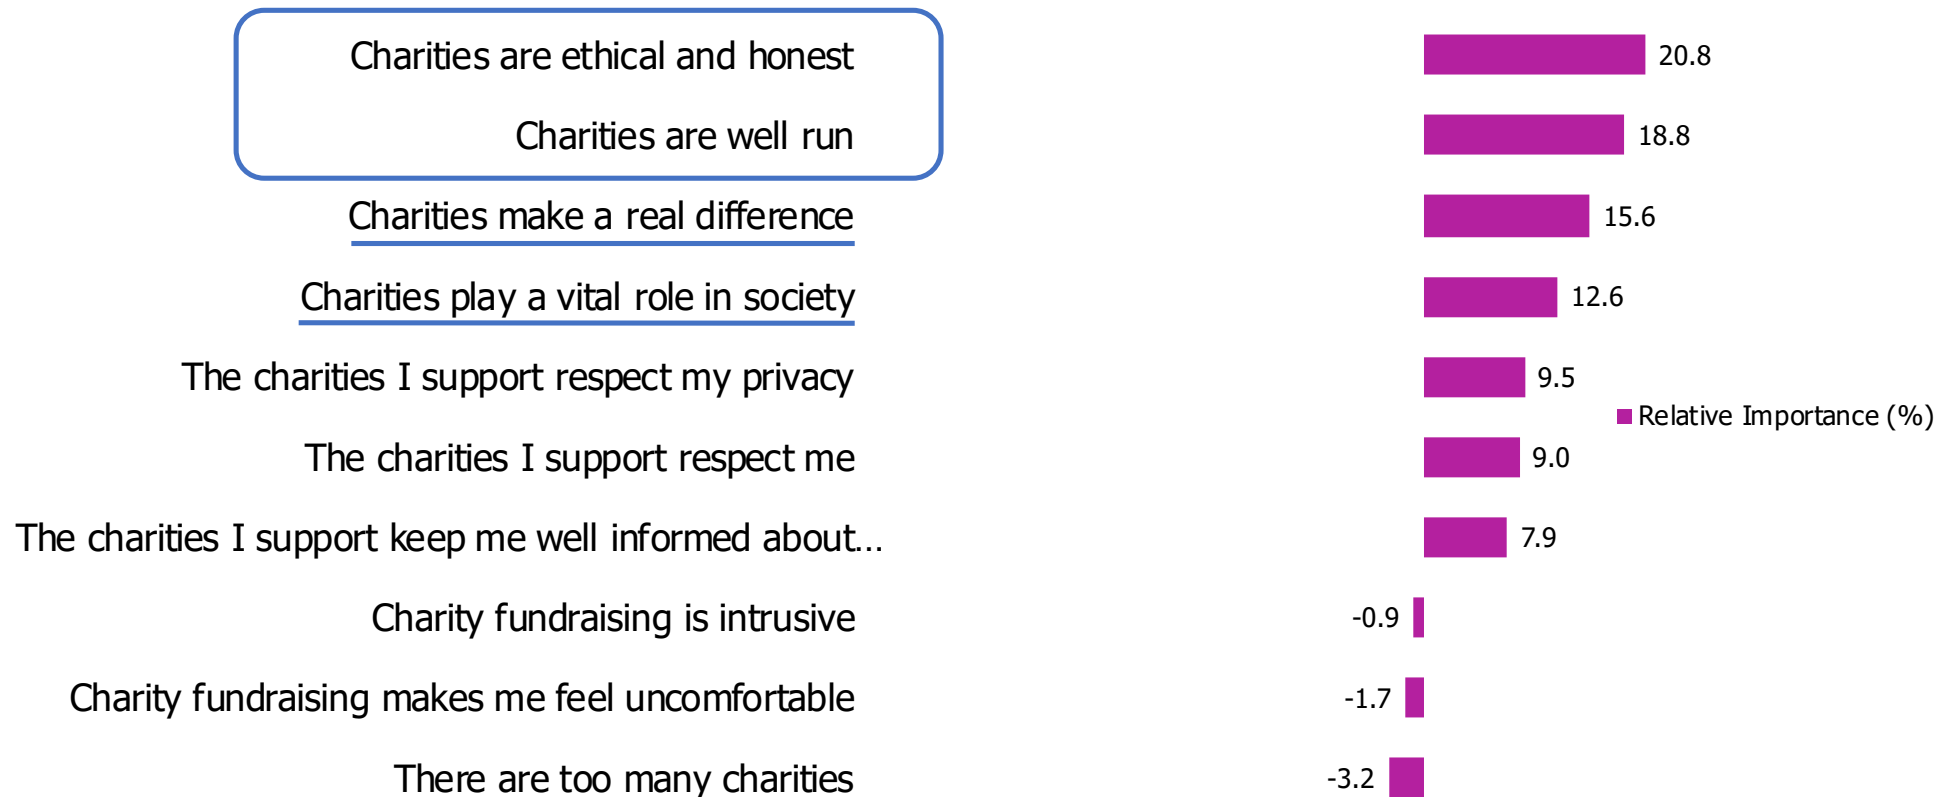 Charities are ethical and honest 20.8
Charities are well run 18.8
Charities make a real difference 15.6
Charities play a vital role in society 12.6
The charities I support respect my privacy 9.5
Relative Importance (%)
The charities I support respect me 9.0
The charities I support keep me well informed about... 7.9
Charity fundraising is intrusive -0.9
Charity fundraising makes me feel uncomfortable -1.7
There are too many charities -3.2